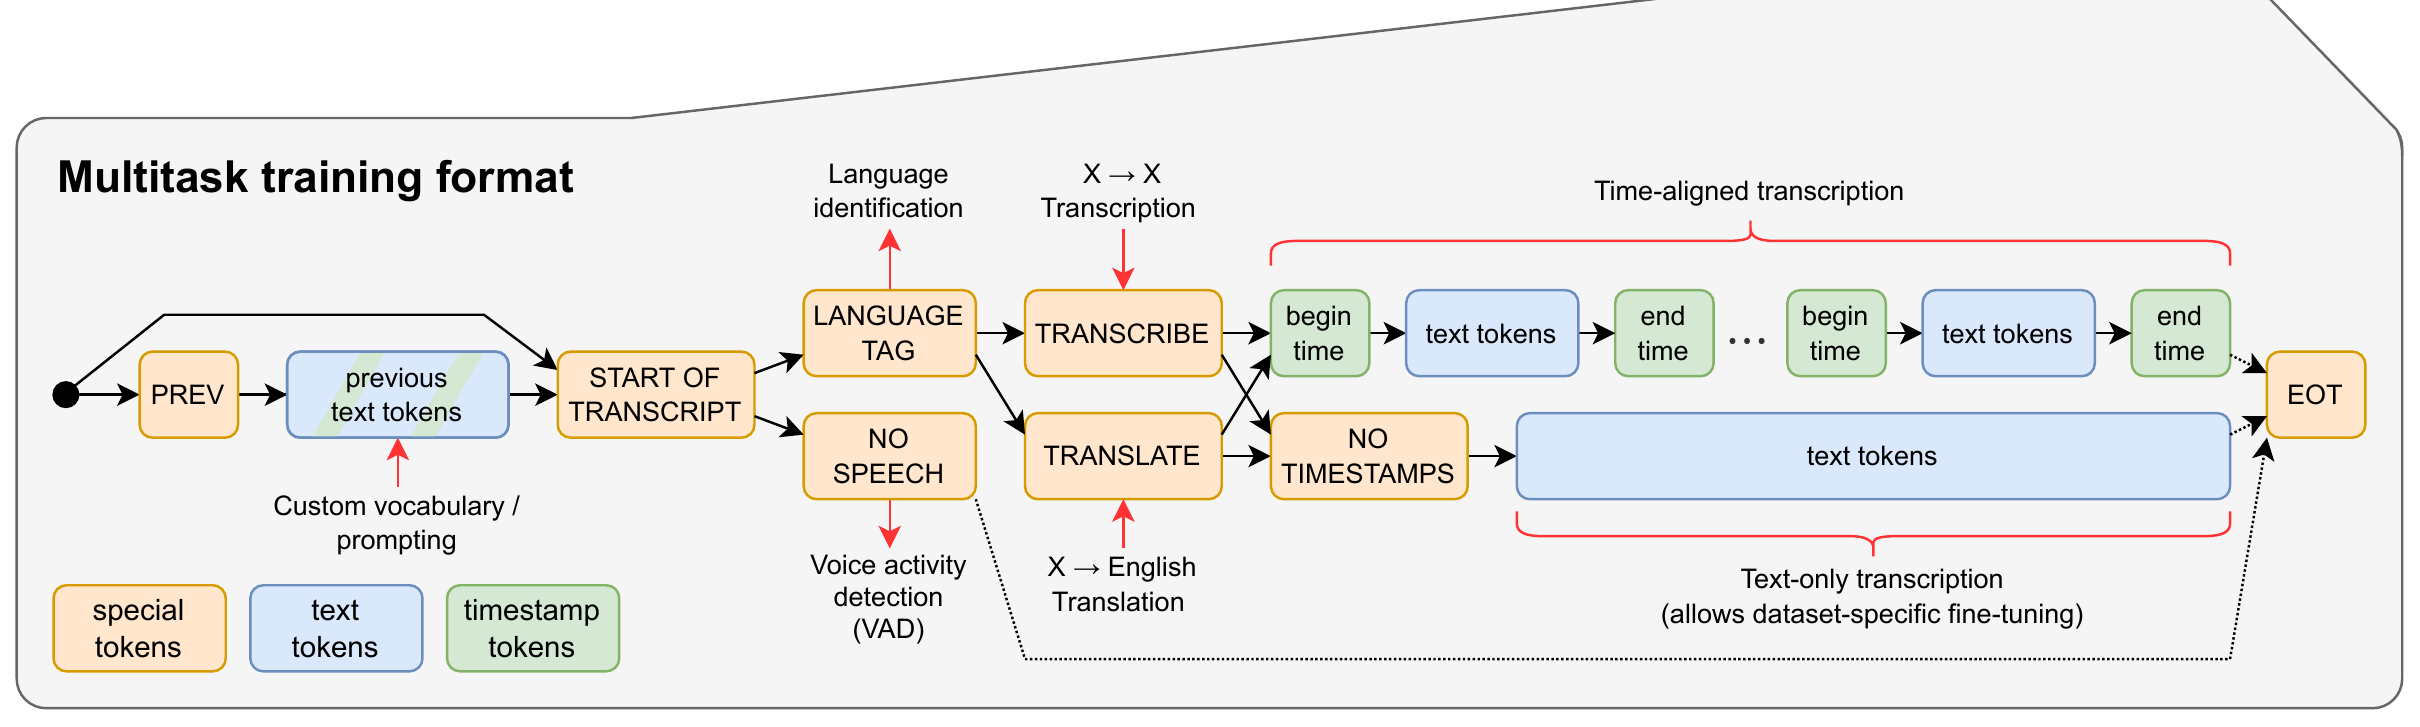 Multitask training format
Language
identification
X → X
Transcription
Time-aligned transcription
PREV
previous
text tokens
START OF
TRANSCRIPT
LANGUAGE
TAG
NO
SPEECH
TRANSCRIBE
TRANSLATE
begin
time
text tokens
end
time
...
begin
time
text tokens
end
time
NO
TIMESTAMPS
text tokens
EOT
Custom vocabulary /
prompting
Voice activity
detection
(VAD)
X → English
Translation
Text-only transcription
(allows dataset-specific fine-tuning)
special
tokens
text
tokens
timestamp
tokens